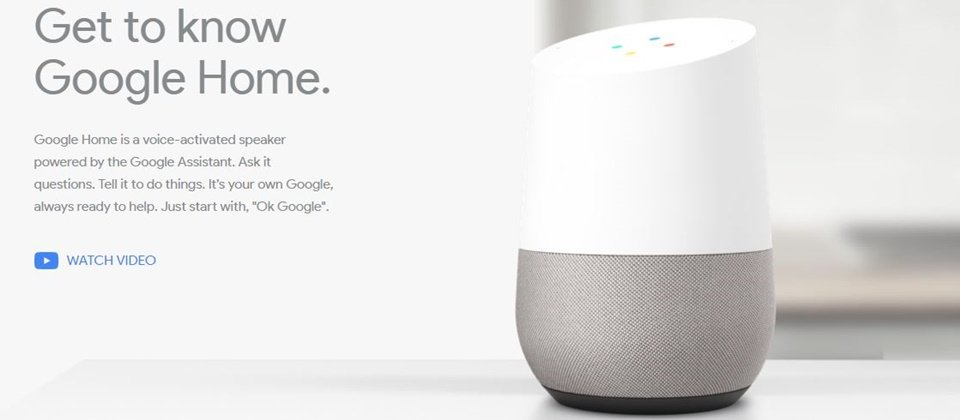 Get to know
Google Home.
Google Home is a voice-activated speaker
powered by the Google Assistant. Ask it
questions. Tell it to do things. It's your own Google,
always ready to help. Just start with, "Ok Google".
WATCH VIDEO